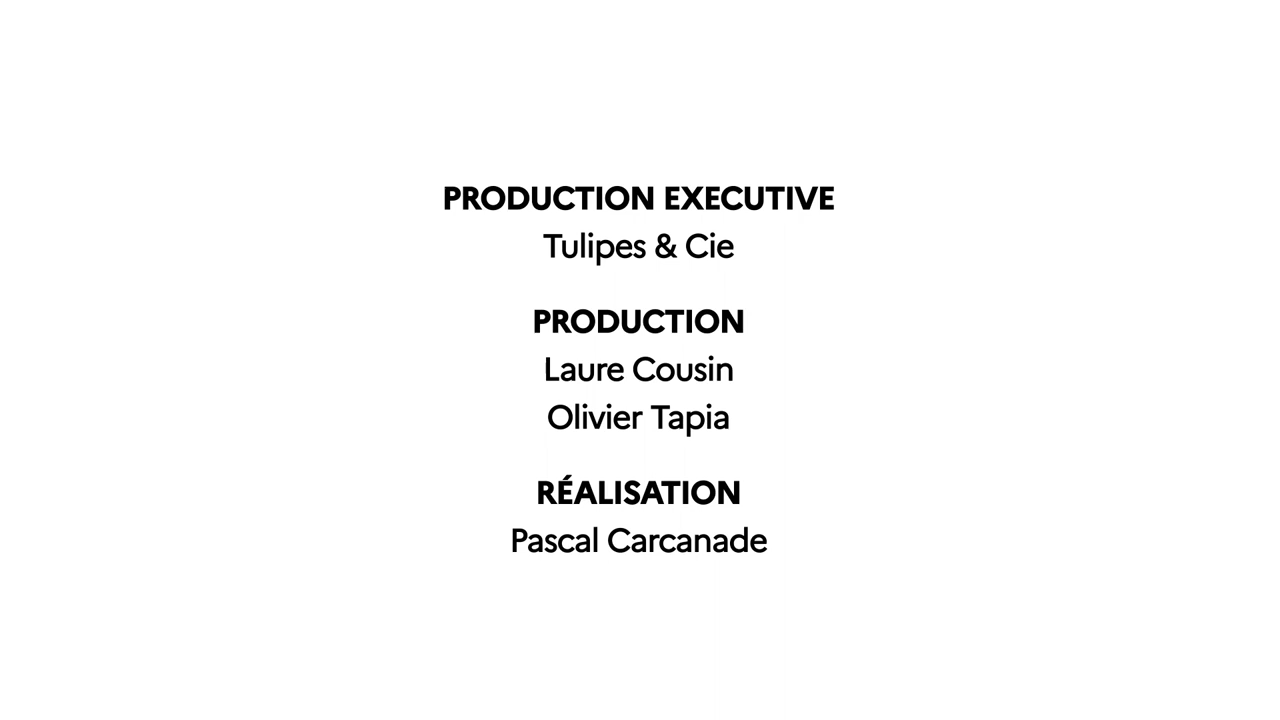 PRODUCTION EXECUTIVE
Tulipes & Cie
PRODUCTION
Laure Cousin
Olivier Tapia
RÉALISATION
Pascal Carcanade